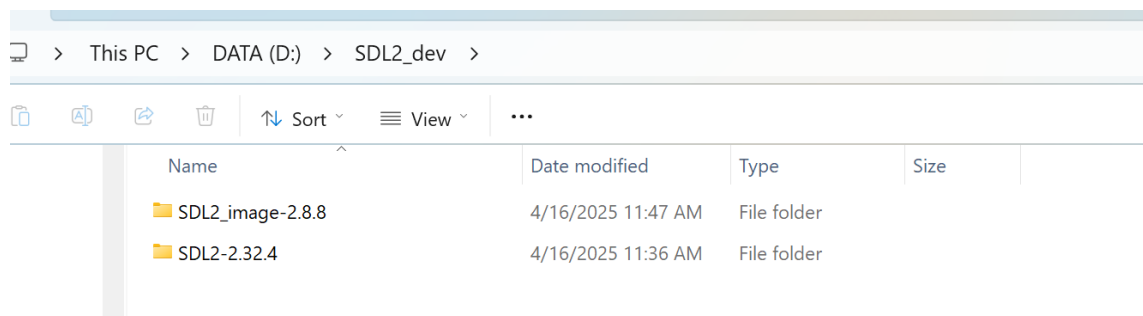 This PC > DATA (D:) > SDL2_dev >
Sort View ...
Name Date modified Type Size
SDL2_image-2.8.8 4/16/2025 11:47 AM File folder
SDL2-2.32.4 4/16/2025 11:36 AM File folder